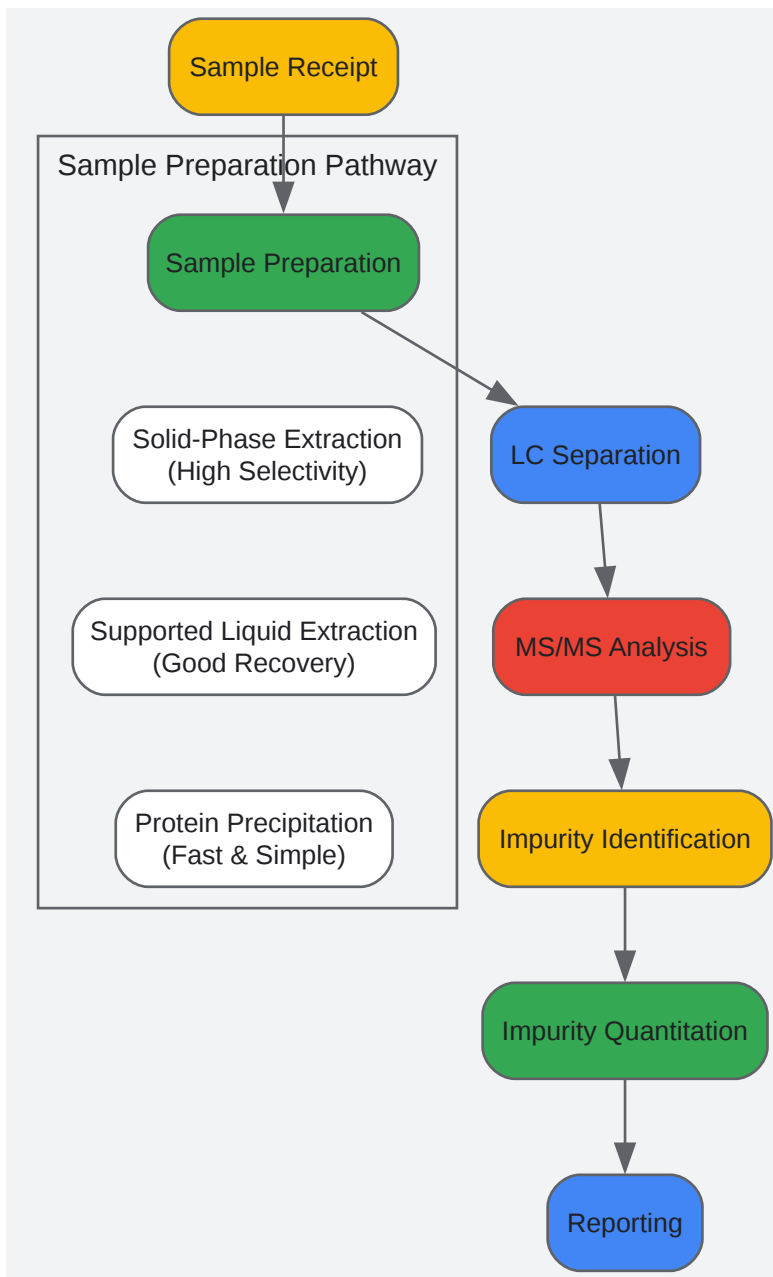 Sample Receipt
Sample Preparation Pathway
Sample Preparation
Solid-Phase Extraction
(High Selectivity)
LC Separation
Supported Liquid Extraction
(Good Recovery)
MS/MS Analysis
Protein Precipitation
(Fast & Simple)
Impurity Identification
Impurity Quantitation
Reporting